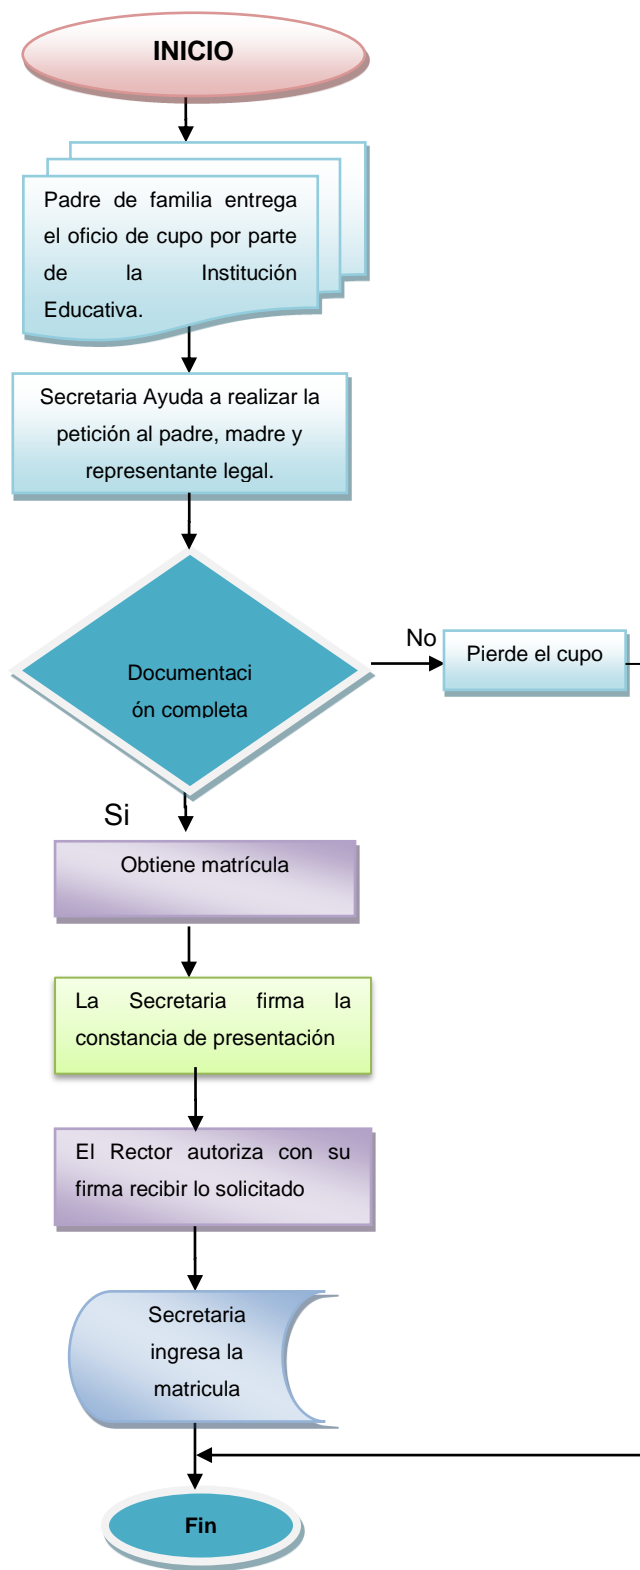 INICIO
Padre de familia entrega
el oficio de cupo por parte
de la Institución
Educativa.
Secretaria Ayuda a realizar la
petición al padre, madre y
representante legal.
No
Pierde el cupo
Documentaci
ón completa
Si
Obtiene matrícula
La Secretaria firma la
constancia de presentación
El Rector autoriza con su
firma recibir lo solicitado
Secretaria
ingresa la
matricula
Fin